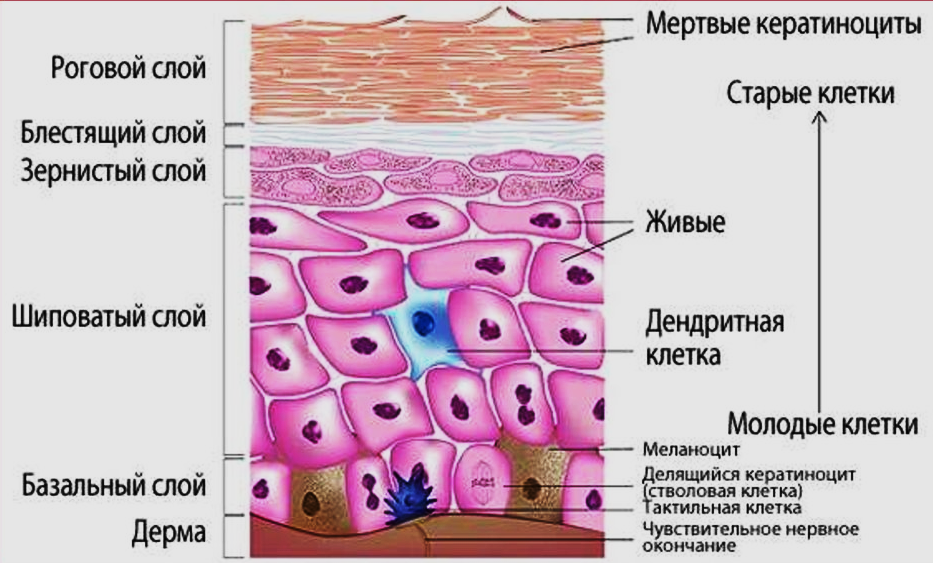 Роговой слой
Блестящий слой
Зернистый слой
Шиповатый слой
Базальный слой
Дерма
Мертвые кератиноциты
Старые клетки
Живые
Дендритная
клетка
Молодые клетки
Меланоцит
Делящийся кератиноцит
(стволовая клетка)
Тактильная клетка
Чувствительное нервное
окончание